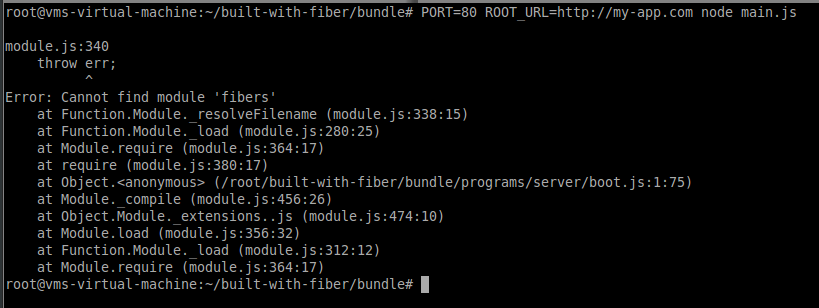 root@vms-virtual-machine:~/built-with-fiber/bundle# PORT=80 ROOT_URL=http://my-app.com node main.js
module.js:340
    throw err;
          ^
Error: Cannot find module 'fibers'
    at Function.Module._resolveFilename (module.js:338:15)
    at Function.Module._load (module.js:280:25)
    at Module.require (module.js:364:17)
    at require (module.js:380:17)
    at Object.<anonymous> (/root/built-with-fiber/bundle/programs/server/boot.js:1:75)
    at Module._compile (module.js:456:26)
    at Object.Module._extensions..js (module.js:474:10)
    at Module.load (module.js:356:32)
    at Function.Module._load (module.js:312:12)
    at Module.require (module.js:364:17)
root@vms-virtual-machine:~/built-with-fiber/bundle#